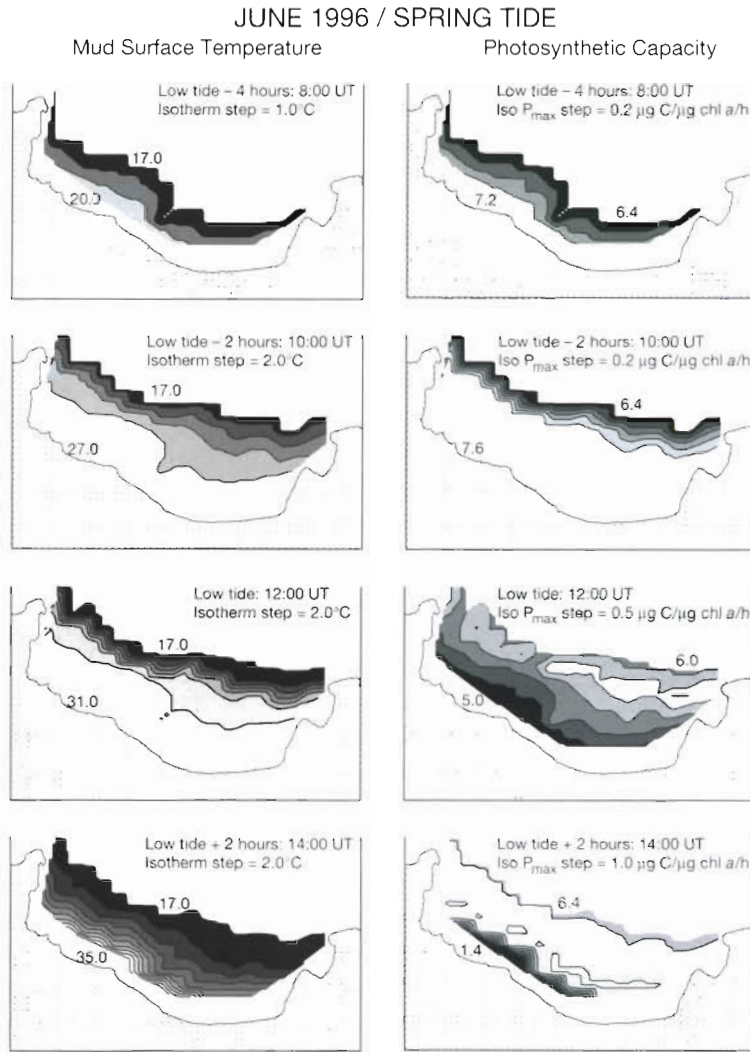 JUNE 1996 / SPRING TIDE
Mud Surface Temperature
Photosynthetic Capacity
Low tide – 4 hours: 8:00 UT
Isotherm step = 1.0°C
17.0
20.0
Low tide – 4 hours: 8:00 UT
Iso Pmax step = 0.2 µg C/µg chl a/h
7.2
6.4
Low tide – 2 hours: 10:00 UT
Isotherm step = 2.0°C
17.0
27.0
Low tide – 2 hours: 10:00 UT
Iso Pmax step = 0.2 µg C/µg chl a/h
6.4
7.6
Low tide: 12:00 UT
Isotherm step = 2.0°C
17.0
31.0
Low tide: 12:00 UT
Iso Pmax step = 0.5 µg C/µg chl a/h
6.0
5.0
Low tide + 2 hours: 14:00 UT
Isotherm step = 2.0°C
17.0
35.0
Low tide + 2 hours: 14:00 UT
Iso Pmax step = 1.0 µg C/µg chl a/h
6.4
1.4